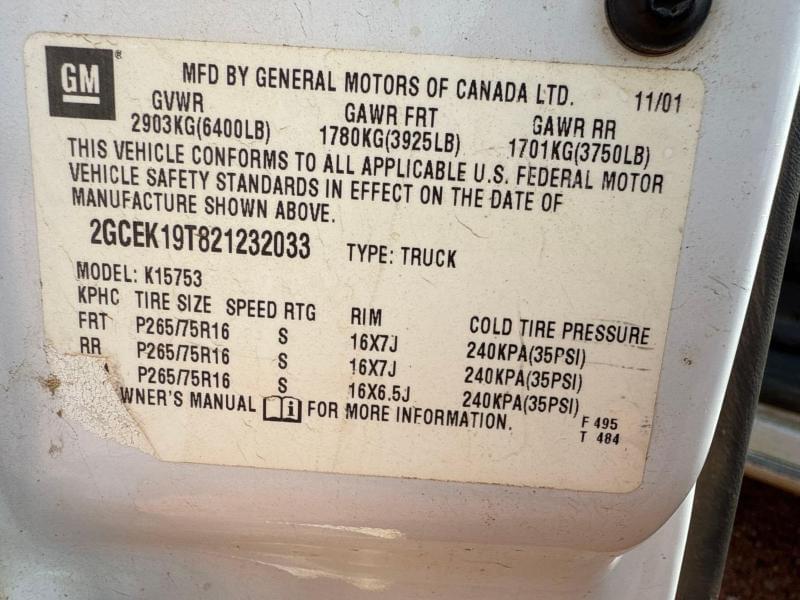 GM®
MFD BY GENERAL MOTORS OF CANADA LTD. 11/01
GVWR GAWR FRT GAWR RR
2903KG(6400LB) 1780KG(3925LB) 1701KG(3750LB)
THIS VEHICLE CONFORMS TO ALL APPLICABLE U.S. FEDERAL MOTOR
VEHICLE SAFETY STANDARDS IN EFFECT ON THE DATE OF
MANUFACTURE SHOWN ABOVE.
2GCEK19T821232033 TYPE: TRUCK
MODEL: K15753
KPHC TIRE SIZE SPEED RTG RIM COLD TIRE PRESSURE
FRT P265/75R16 S 16X7J 240KPA(35PSI)
RR P265/75R16 S 16X7J 240KPA(35PSI)
P265/75R16 S 16X6.5J 240KPA(35PSI)
WNER'S MANUAL FOR MORE INFORMATION.
F 495
T 484